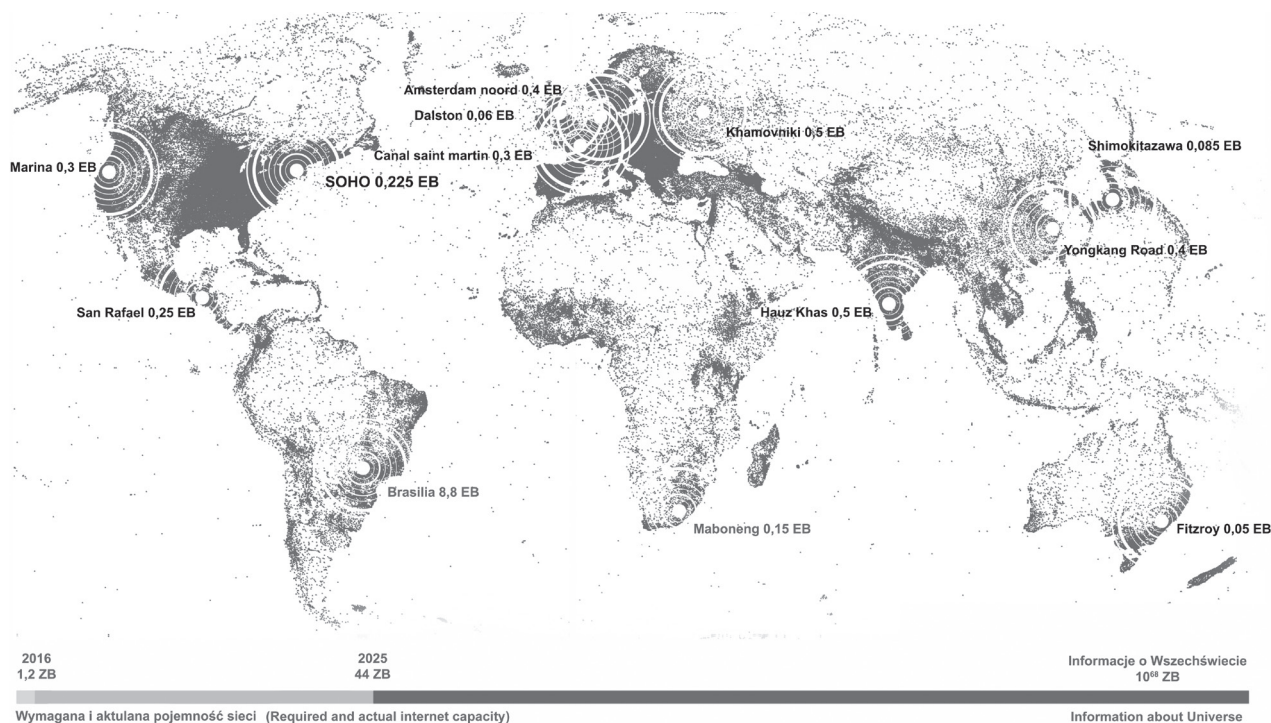 Amsterdam noord 0.4 EB
Dalston 0,06 EB
Khamovniki 0,5 EB
Shimokitazawa 0,085 EB
Canal saint martin 0,3 EB
Marina 0,3 EB
SOHO 0,225 EB
Yongkang Road 0,4 EB
San Rafael 0,25 EB
Hauz Khas 0,5 EB
Brasilia 8,8 EB
Maboneng 0,15 EB
Fitzroy 0,05 EB
2016
1,2 ZB
2025
44 ZB
Informacje o Wszechświecie
10⁶⁸ ZB
Wymagana i aktulana pojemność sieci (Required and actual internet capacity)
Information about Universe